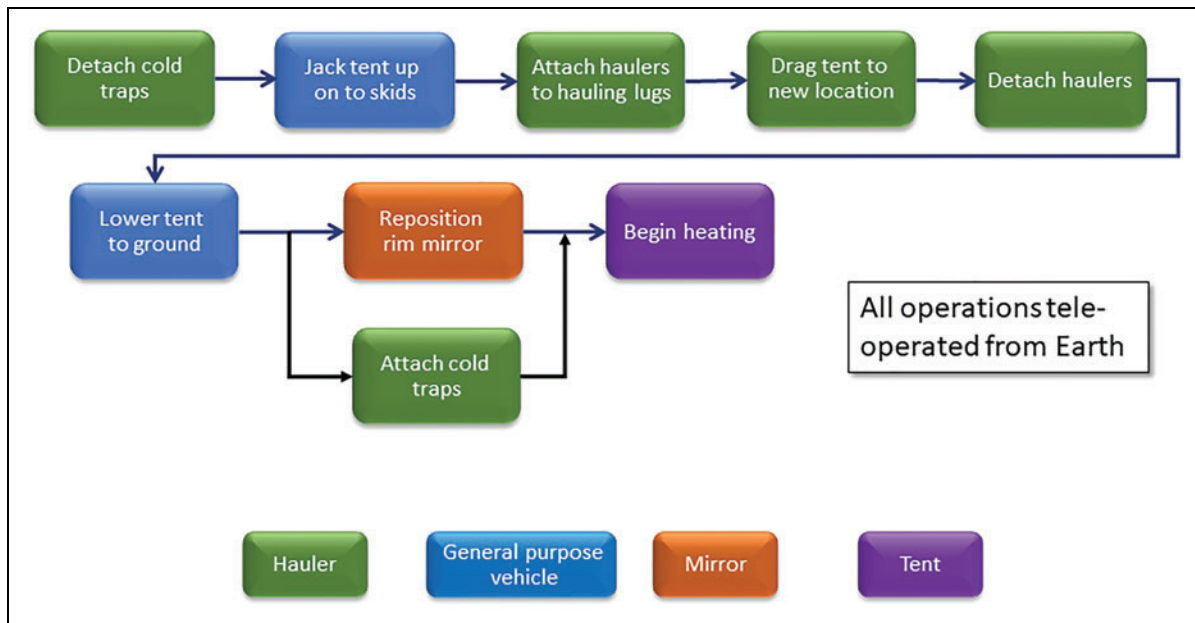 Detach cold
traps
Jack tent up
on to skids
Attach haulers
to hauling lugs
Drag tent to
new location
Detach haulers
Lower tent
to ground
Reposition
rim mirror
Begin heating
Attach cold
traps
All operations tele-
operated from Earth
Hauler
General purpose
vehicle
Mirror
Tent